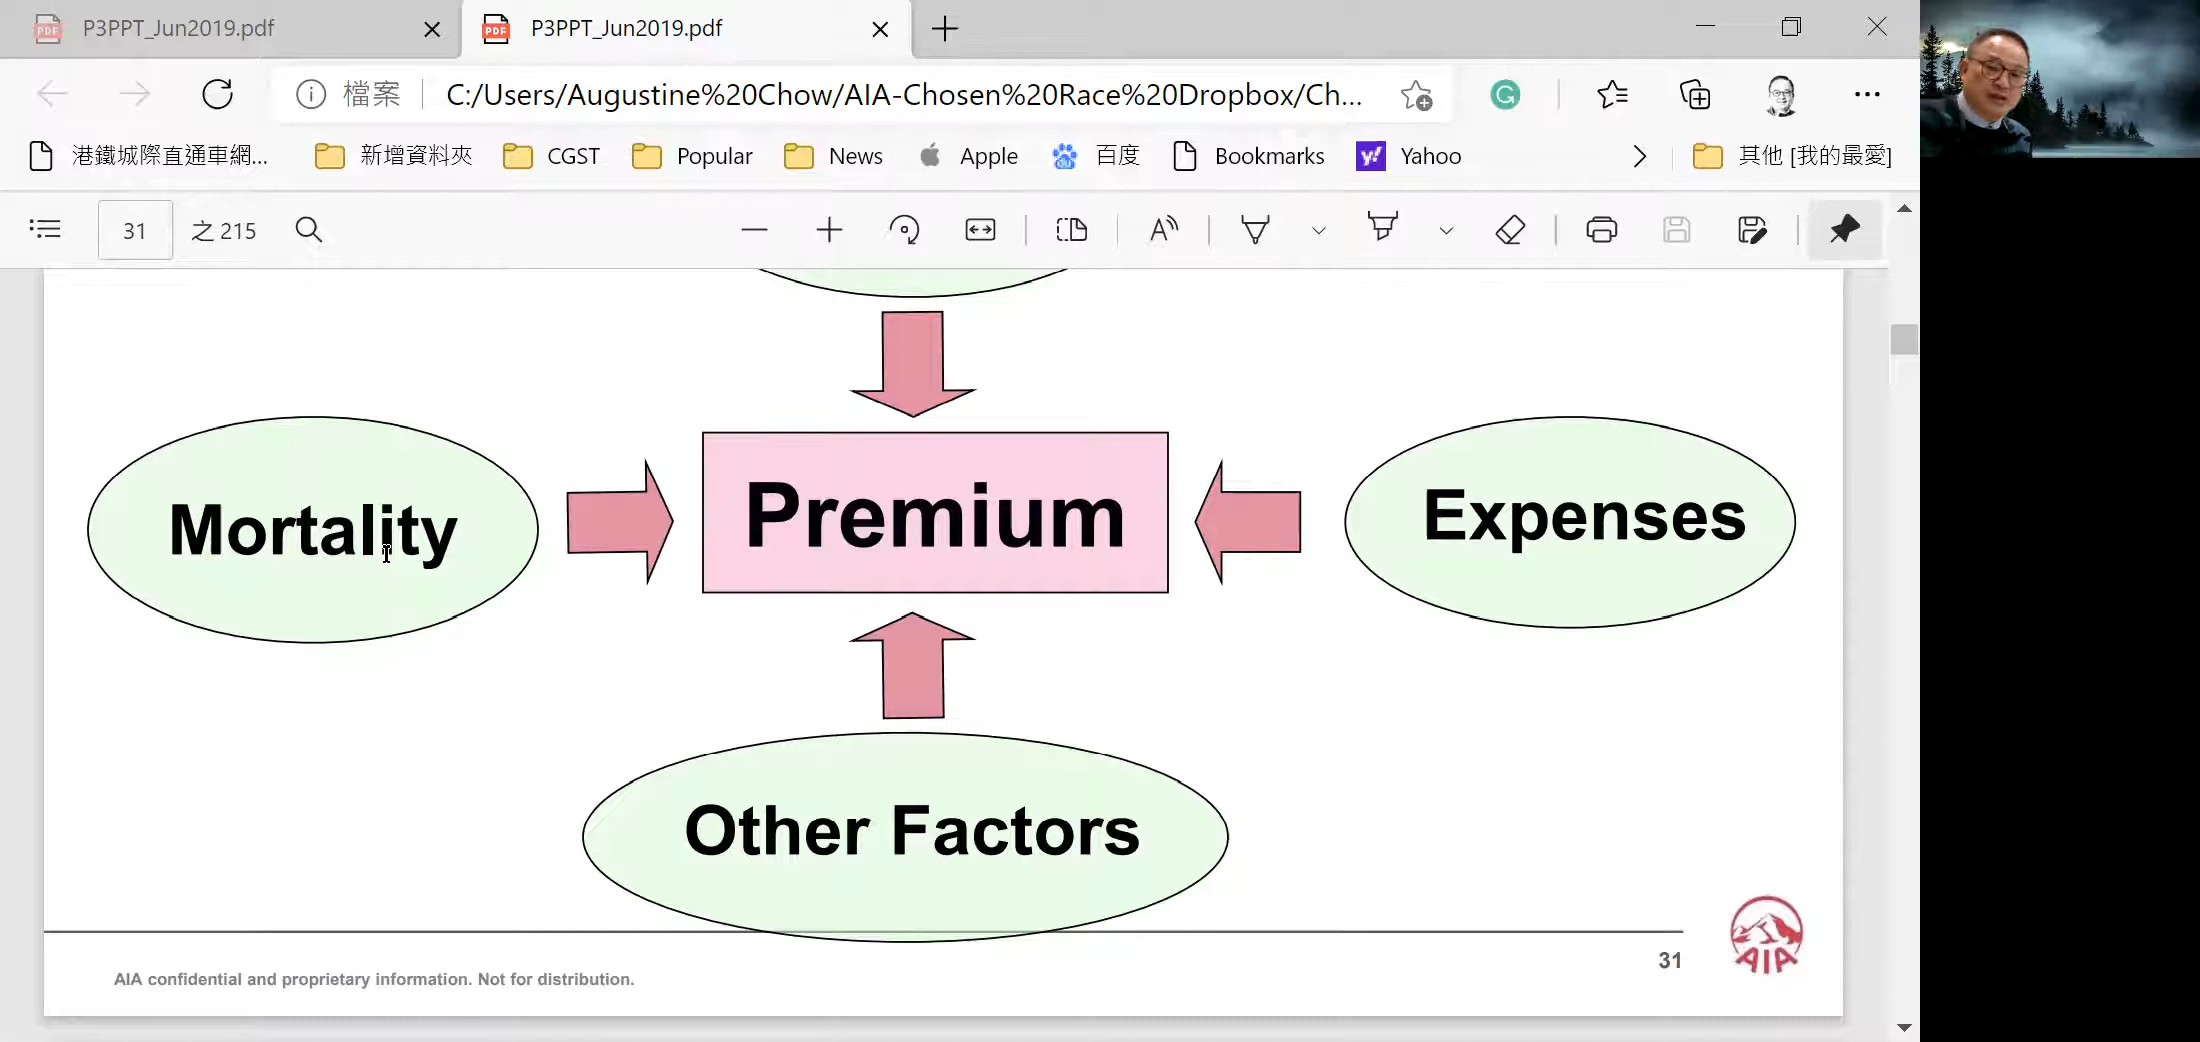 P3PPT_Jun2019.pdf
P3PPT_Jun2019.pdf
檔案
C:/Users/Augustine%20Chow/AIA-Chosen%20Race%20Dropbox/Ch...
港鐵城際直通車網...
新增資料夾
CGST
Popular
News
Apple
百度
Bookmarks
Yahoo
其他 [我的最愛]
31
之 215
Mortality
Premium
Expenses
Other Factors
31
AIA
AIA confidential and proprietary information. Not for distribution.